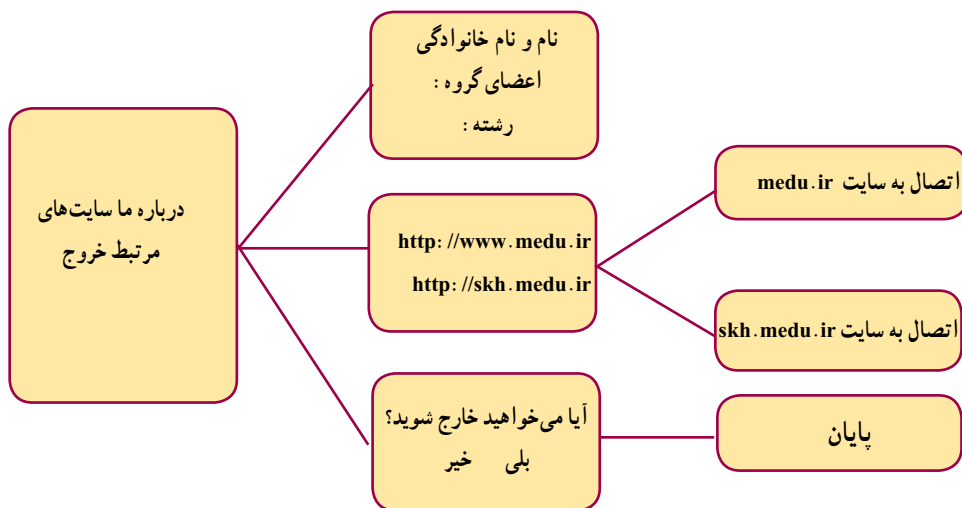 درباره ما سایت‌های
مرتبط خروج
نام و نام خانوادگی
اعضای گروه :
رشته :
http://www.medu.ir
http://skh.medu.ir
آیا می‌خواهید خارج شوید؟
بلی خیر
اتصال به سایت medu.ir
اتصال به سایت skh.medu.ir
پایان